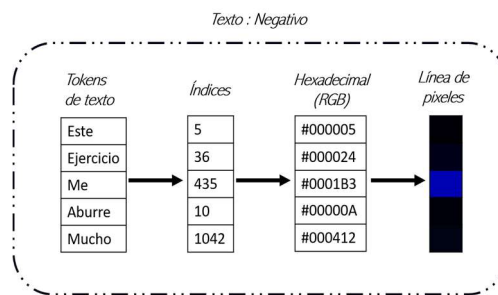 Texto : Negativo
Tokens
de texto
Índices
Hexadecimal
(RGB)
Línea de
pixeles
Este
5
#000005
Ejercicio
36
#000024
Me
435
#0001B3
Aburre
10
#00000A
Mucho
1042
#000412